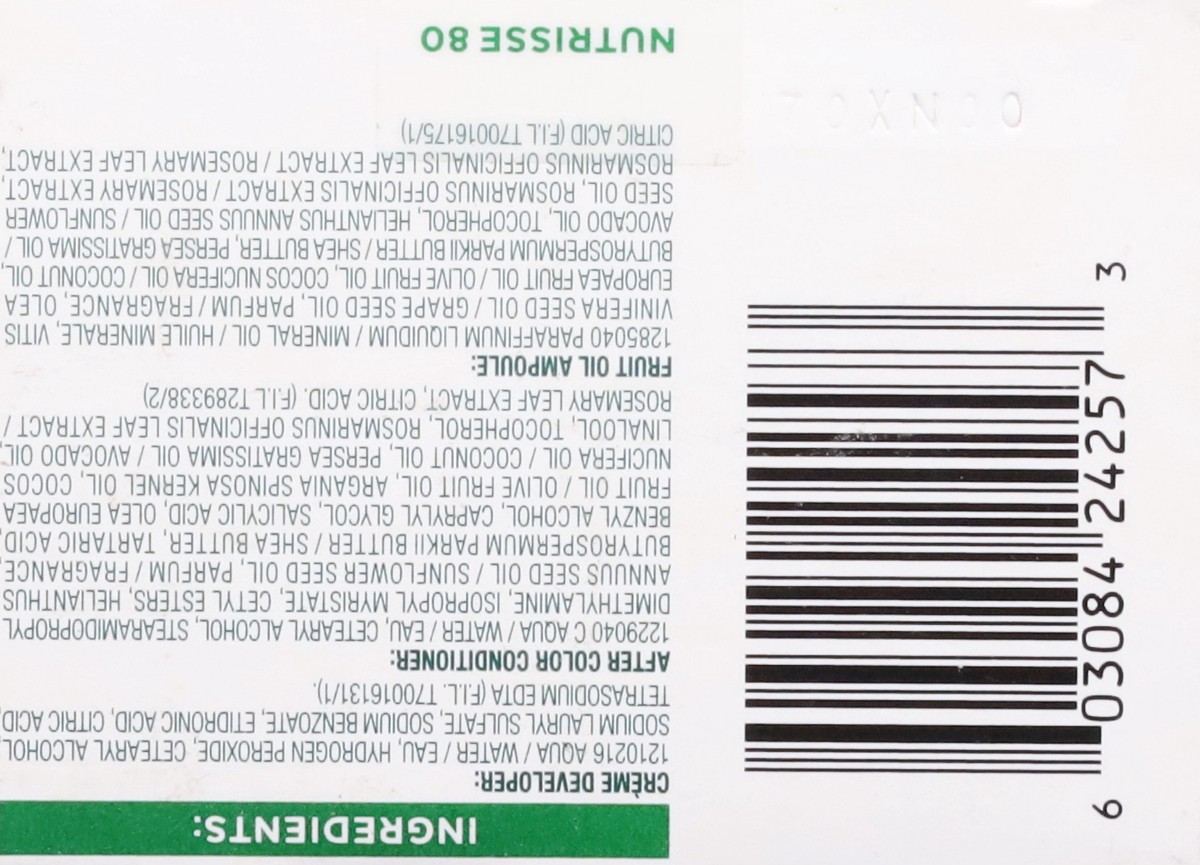 INGREDIENTS:
CRÈME DEVELOPER:
1210216 AQUA / WATER / EAU, HYDROGEN PEROXIDE, CETEARYL ALCOHOL,
SODIUM LAURYL SULFATE, SODIUM BENZOATE, ETIDRONIC ACID, CITRIC ACID,
TETRASODIUM EDTA (F.I.L. T70016131/1).
AFTER COLOR CONDITIONER:
1229040 C AQUA / WATER / EAU, CETEARYL ALCOHOL, STEARAMIDOPROPYL
DIMETHYLAMINE, ISOPROPYL MYRISTATE, CETYL ESTERS, HELIANTHUS
ANNUUS SEED OIL / SUNFLOWER SEED OIL, PARFUM / FRAGRANCE,
BUTYROSPERMUM PARKII BUTTER / SHEA BUTTER, TARTARIC ACID,
BENZYL ALCOHOL, CAPRYLYL GLYCOL, SALICYLIC ACID, OLEA EUROPAEA
FRUIT OIL / OLIVE FRUIT OIL, ARGANIA SPINOSA KERNEL OIL, COCOS
NUCIFERA OIL / COCONUT OIL, PERSEA GRATISSIMA OIL / AVOCADO OIL,
LINALOOL, TOCOPHEROL, ROSMARINUS OFFICINALIS LEAF EXTRACT /
ROSEMARY LEAF EXTRACT, CITRIC ACID. (F.I.L T289338/2)
FRUIT OIL AMPOULE:
1285040 PARAFFINUM LIQUIDUM / MINERAL OIL / HUILE MINERALE, VITIS
VINIFERA SEED OIL / GRAPE SEED OIL, PARFUM / FRAGRANCE, OLEA
EUROPAEA FRUIT OIL / OLIVE FRUIT OIL, COCOS NUCIFERA OIL / COCONUT OIL,
BUTYROSPERMUM PARKII BUTTER / SHEA BUTTER, PERSEA GRATISSIMA OIL /
AVOCADO OIL, TOCOPHEROL, HELIANTHUS ANNUUS SEED OIL / SUNFLOWER
SEED OIL, ROSMARINUS OFFICINALIS EXTRACT / ROSEMARY EXTRACT,
ROSMARINUS OFFICINALIS LEAF EXTRACT / ROSEMARY LEAF EXTRACT,
CITRIC ACID (F.I.L T70016175/1)
NUTRISSE 80
6 03084 24257 3